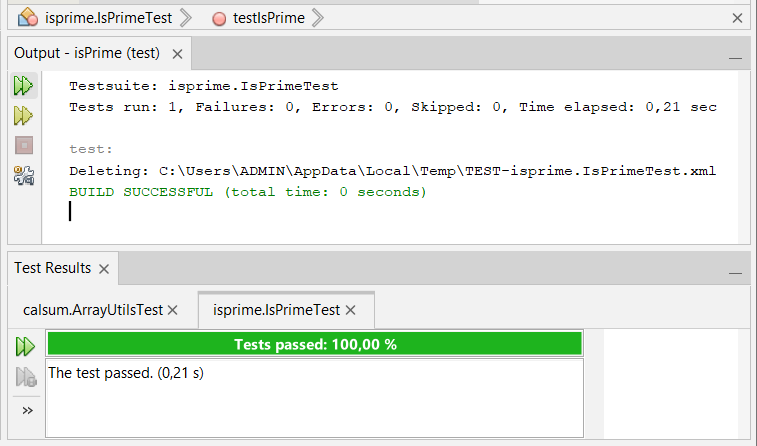 isprime.IsPrimeTest testIsPrime
Output - isPrime (test)
Testsuite: isprime.IsPrimeTest
Tests run: 1, Failures: 0, Errors: 0, Skipped: 0, Time elapsed: 0,21 sec
test:
Deleting: C:\Users\ADMIN\AppData\Local\Temp\TEST-isprime.IsPrimeTest.xml
BUILD SUCCESSFUL (total time: 0 seconds)
Test Results
calsum.ArrayUtilsTest isprime.IsPrimeTest
Tests passed: 100,00 %
The test passed. (0,21 s)